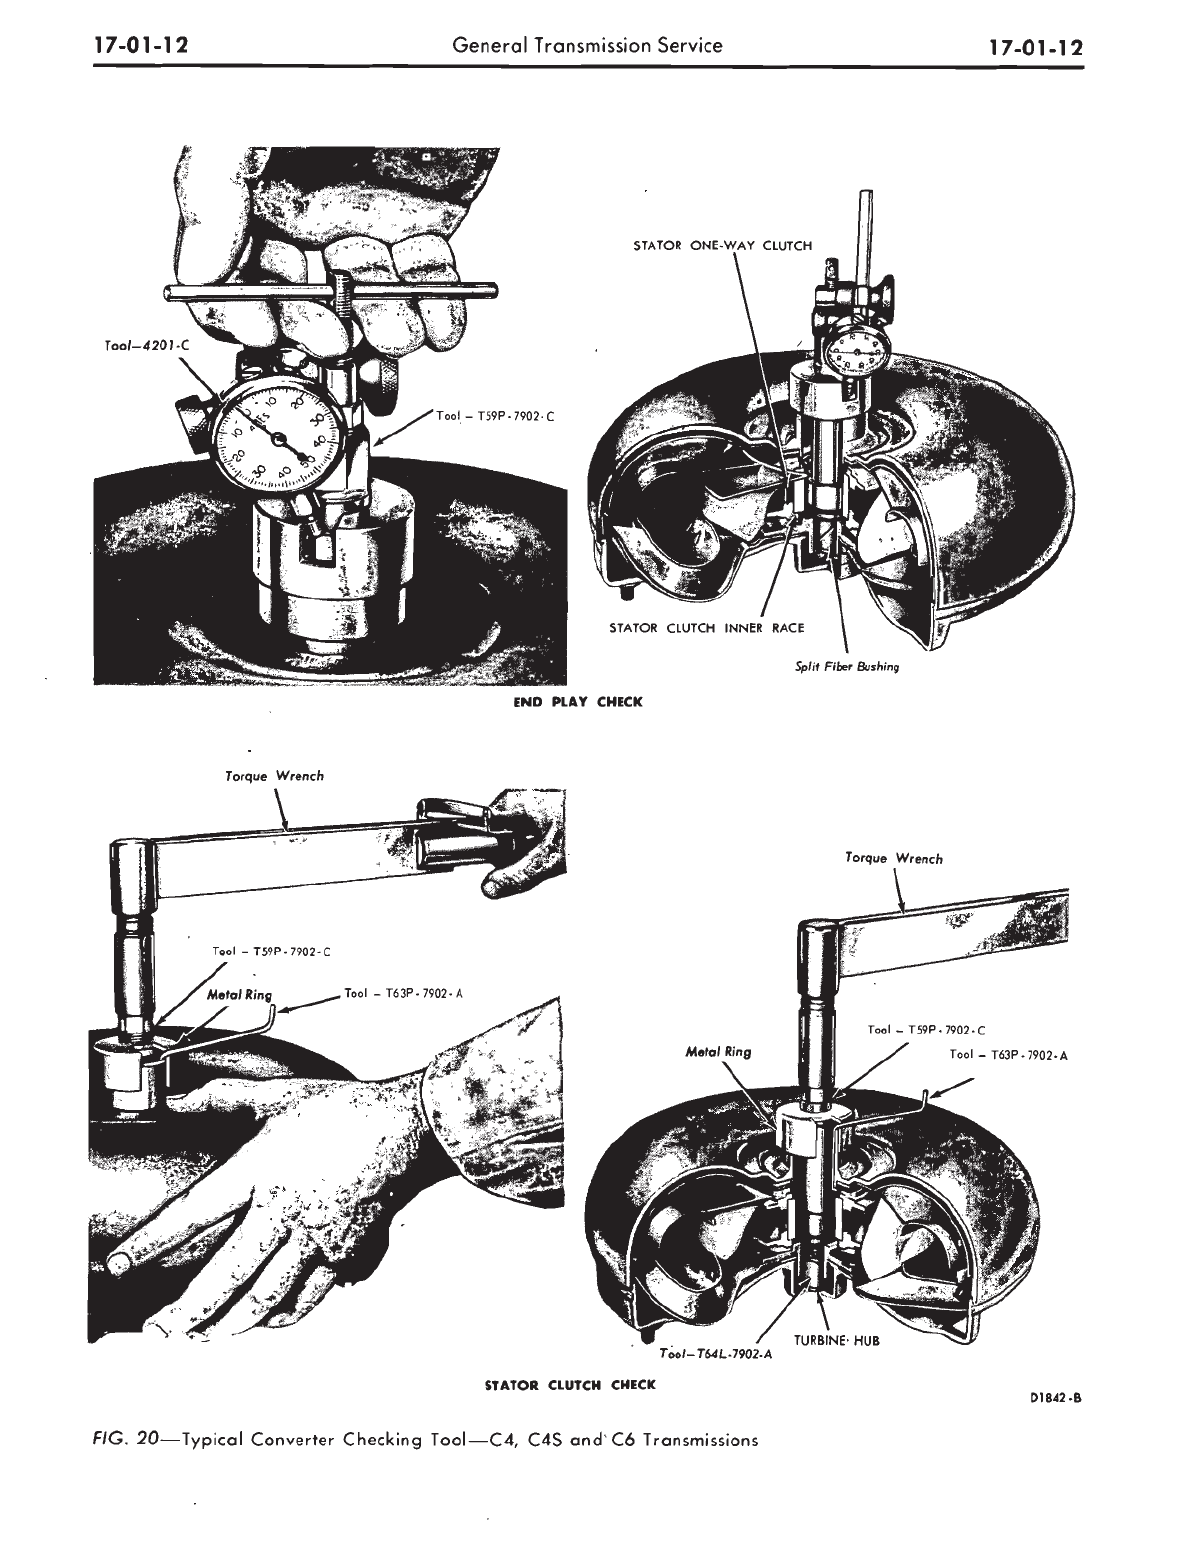 17-01-12
General Transmission Service
17-01-12
STATOR ONE-WAY CLUTCH
Tool—4201-C
Tool – T59P-7902-C
STATOR CLUTCH INNER RACE
Split Fiber Bushing
END PLAY CHECK
Torque Wrench
Torque Wrench
Tool – T59P-7902-C
Metal Ring
Tool – T63P-7902-A
Tool – T59P-7902-C
Metal Ring
Tool – T63P-7902-A
TURBINE HUB
Tool—T64L-7902-A
STATOR CLUTCH CHECK
D1842-B
FIG. 20—Typical Converter Checking Tool—C4, C4S and C6 Transmissions